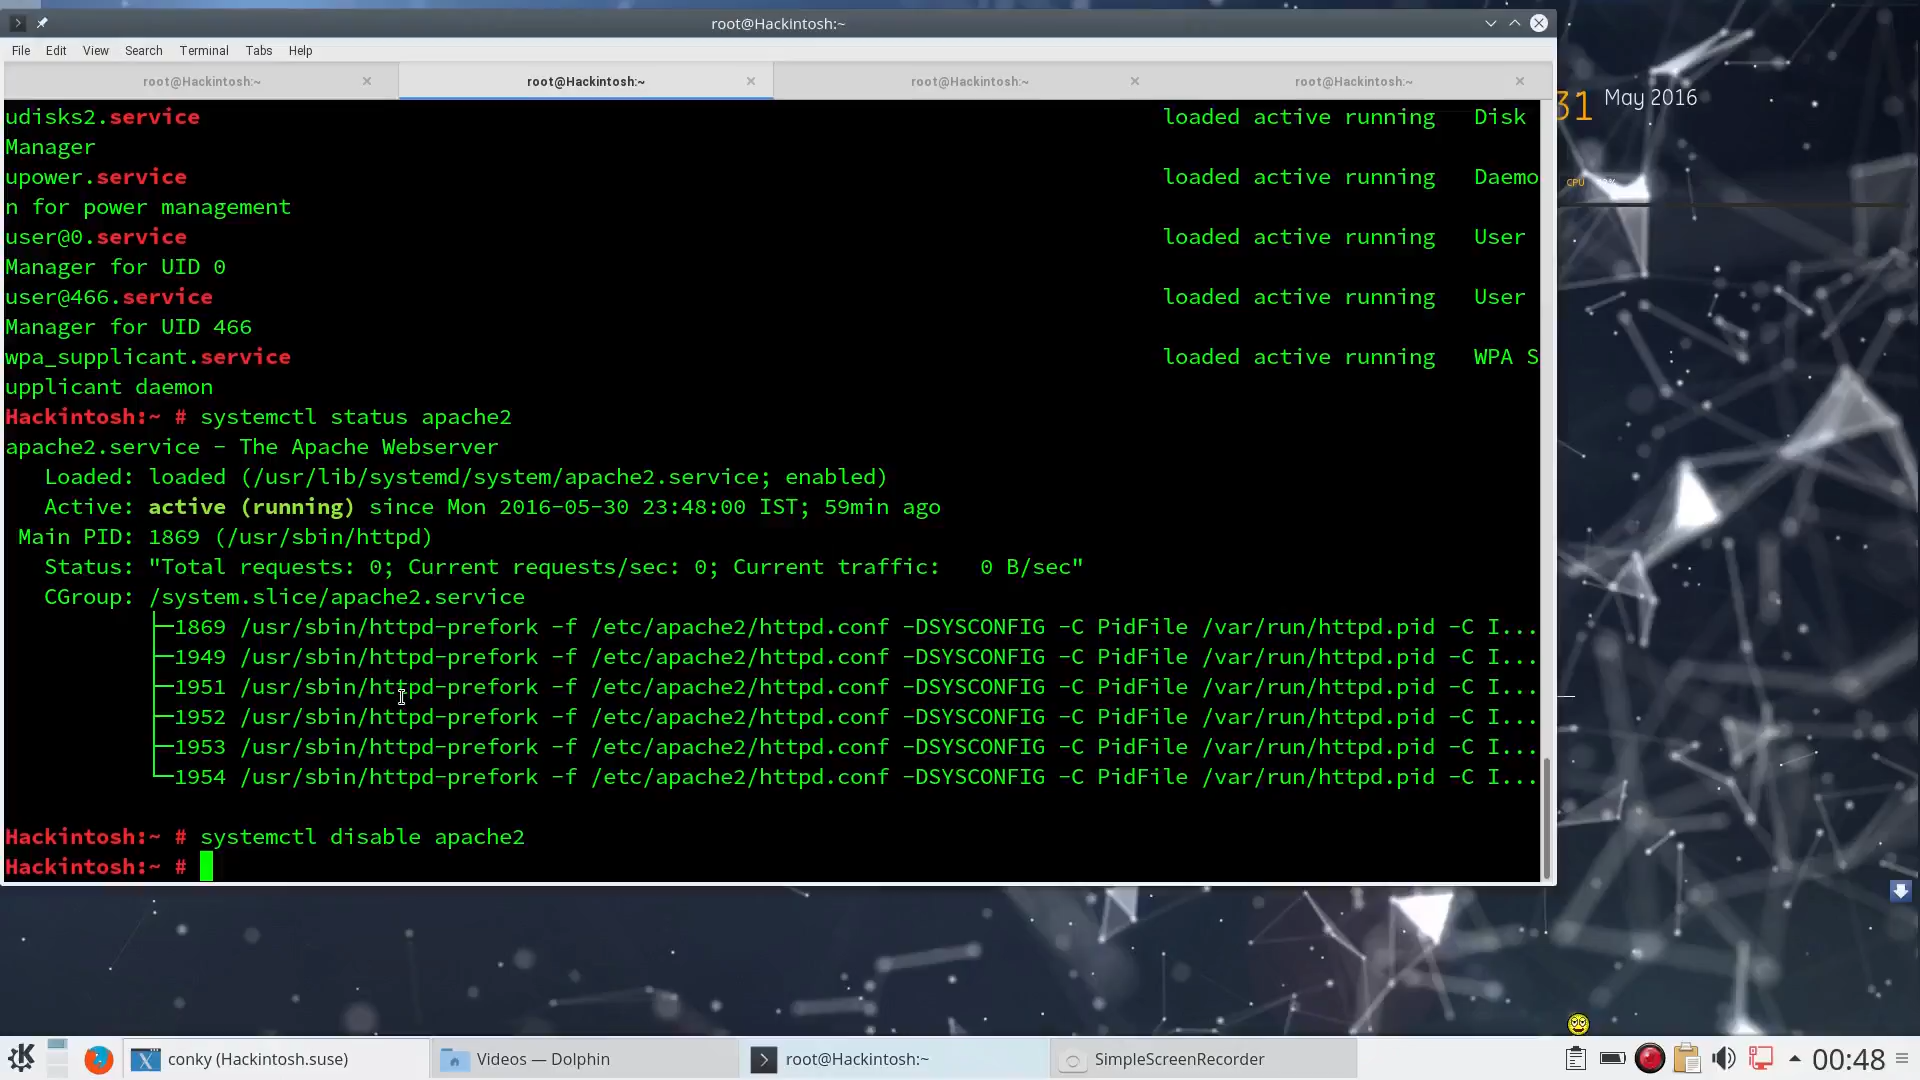 root@Hackintosh:~
File Edit View Search Terminal Tabs Help
root@Hackintosh:~ root@Hackintosh:~ root@Hackintosh:~ root@Hackintosh:~
31 May 2016
CPU
udisks2.service loaded active running Disk
Manager
upower.service loaded active running Daemo
n for power management
user@0.service loaded active running User
Manager for UID 0
user@466.service loaded active running User
Manager for UID 466
wpa_supplicant.service loaded active running WPA S
upplicant daemon
Hackintosh:~ # systemctl status apache2
apache2.service - The Apache Webserver
Loaded: loaded (/usr/lib/systemd/system/apache2.service; enabled)
Active: active (running) since Mon 2016-05-30 23:48:00 IST; 59min ago
Main PID: 1869 (/usr/sbin/httpd)
Status: "Total requests: 0; Current requests/sec: 0; Current traffic:   0 B/sec"
CGroup: /system.slice/apache2.service
├─1869 /usr/sbin/httpd-prefork -f /etc/apache2/httpd.conf -DSYSCONFIG -C PidFile /var/run/httpd.pid -C I...
├─1949 /usr/sbin/httpd-prefork -f /etc/apache2/httpd.conf -DSYSCONFIG -C PidFile /var/run/httpd.pid -C I...
├─1951 /usr/sbin/httpd-prefork -f /etc/apache2/httpd.conf -DSYSCONFIG -C PidFile /var/run/httpd.pid -C I...
├─1952 /usr/sbin/httpd-prefork -f /etc/apache2/httpd.conf -DSYSCONFIG -C PidFile /var/run/httpd.pid -C I...
├─1953 /usr/sbin/httpd-prefork -f /etc/apache2/httpd.conf -DSYSCONFIG -C PidFile /var/run/httpd.pid -C I...
└─1954 /usr/sbin/httpd-prefork -f /etc/apache2/httpd.conf -DSYSCONFIG -C PidFile /var/run/httpd.pid -C I...
Hackintosh:~ # systemctl disable apache2
Hackintosh:~ #
conky (Hackintosh.suse) Videos — Dolphin root@Hackintosh:~ SimpleScreenRecorder 00:48